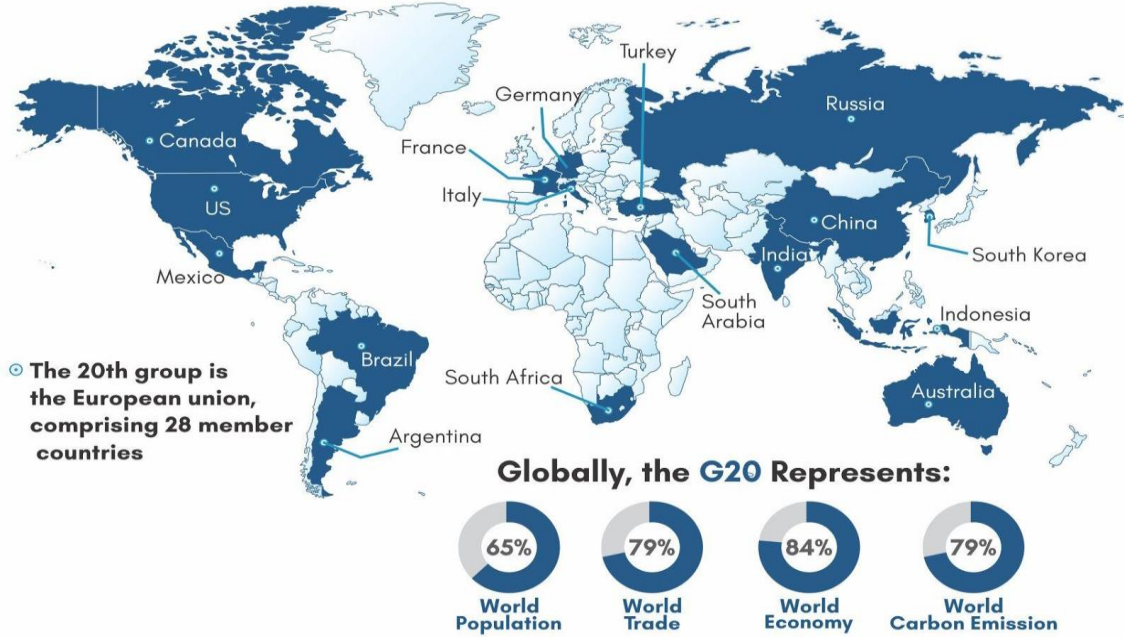 Turkey
Germany
Russia
Canada
France
Italy
US
China
India
South Korea
Mexico
South
Arabia
Indonesia
Brazil
The 20th group is
the European union,
comprising 28 member
countries
South Africa
Australia
Argentina
Globally, the G20 Represents:
65%
79%
84%
79%
World
Population
World
Trade
World
Economy
World
Carbon Emission